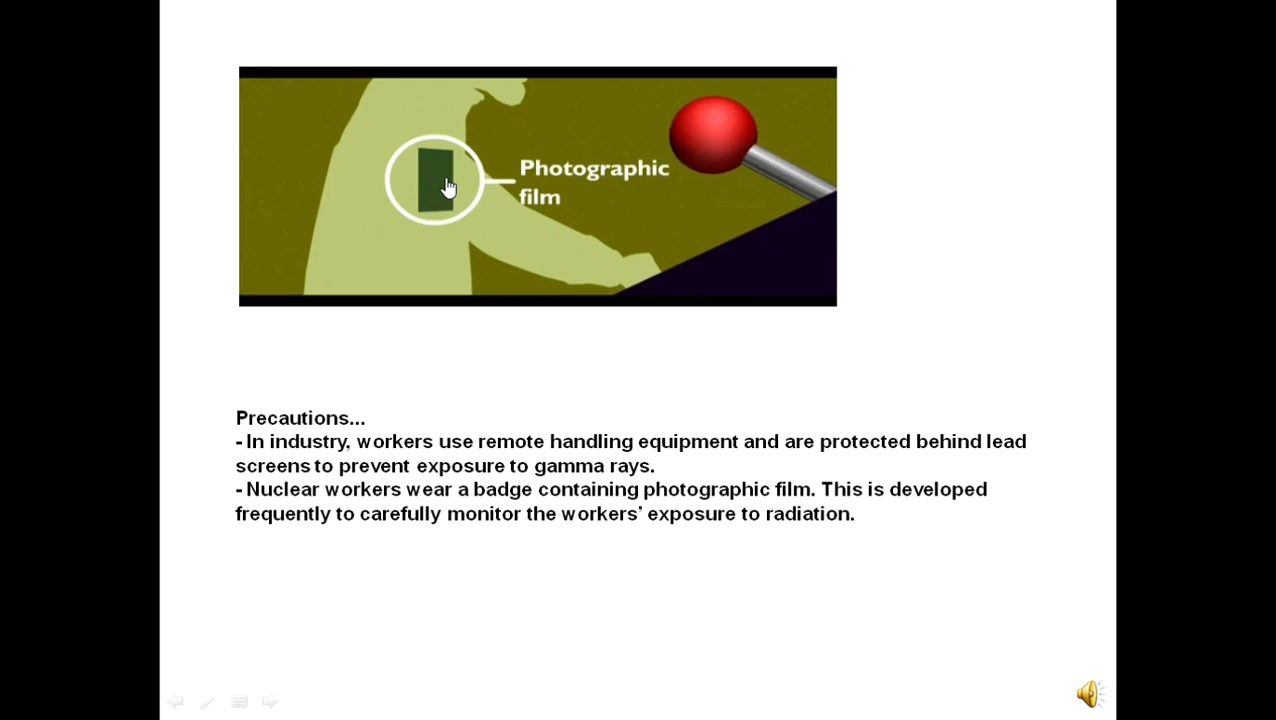 Photographic
film
Precautions...
- In industry, workers use remote handling equipment and are protected behind lead
screens to prevent exposure to gamma rays.
- Nuclear workers wear a badge containing photographic film. This is developed
frequently to carefully monitor the workers’ exposure to radiation.